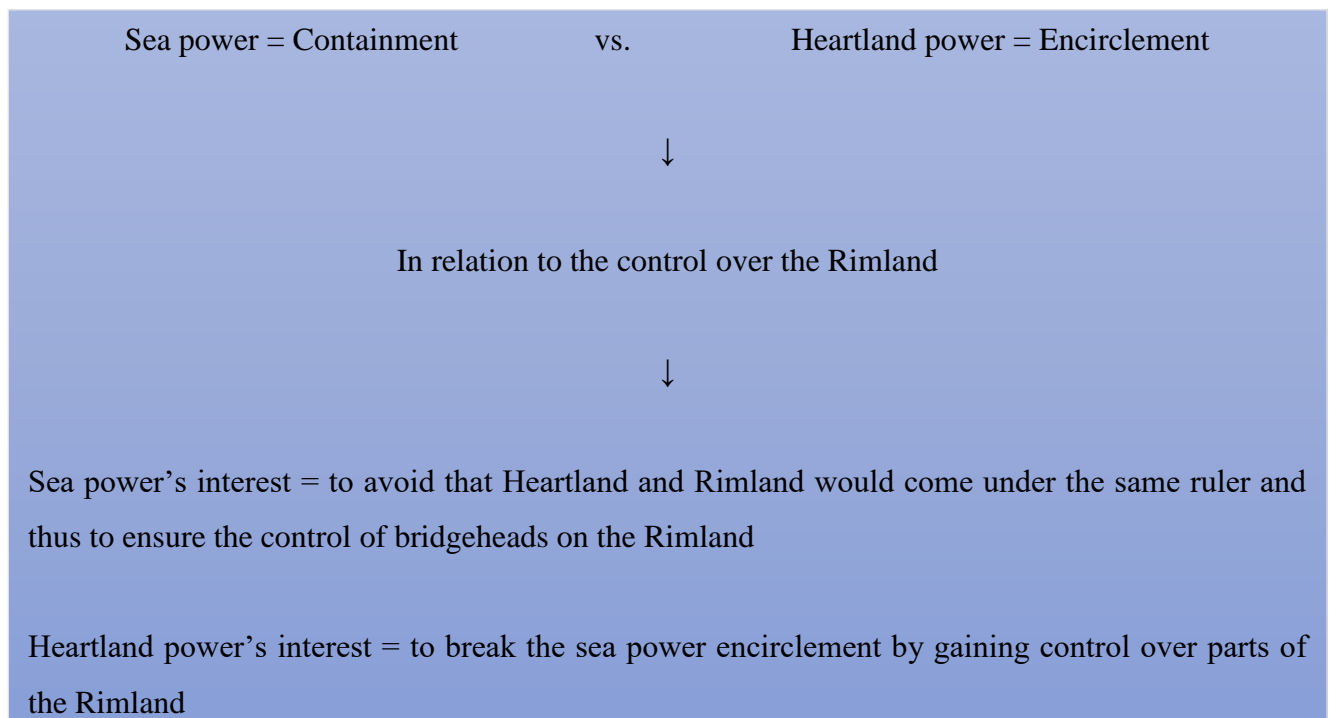 Sea power = Containment vs. Heartland power = Encirclement
↓
In relation to the control over the Rimland
↓
Sea power’s interest = to avoid that Heartland and Rimland would come under the same ruler and
thus to ensure the control of bridgeheads on the Rimland
Heartland power’s interest = to break the sea power encirclement by gaining control over parts of
the Rimland